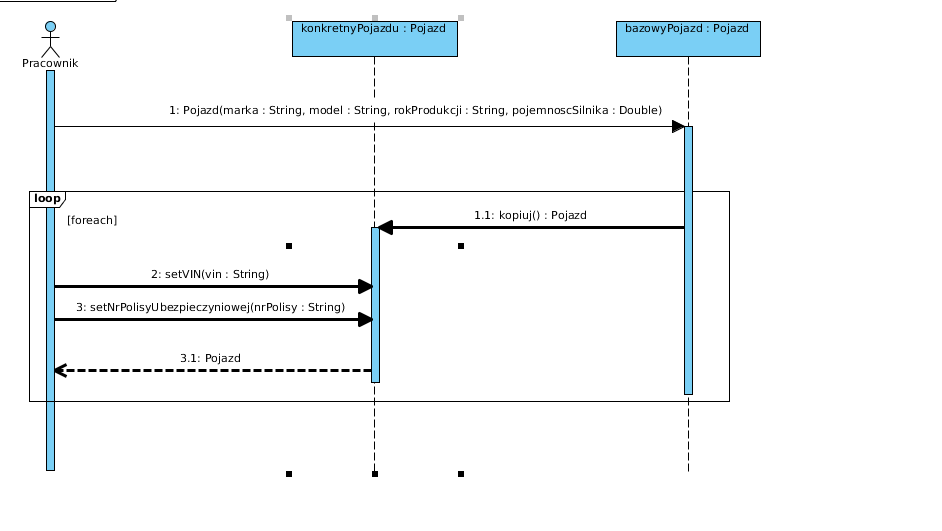 konkretnyPojazdu : Pojazd
bazowyPojazd : Pojazd
Pracownik
1: Pojazd(marka : String, model : String, rokProdukcji : String, pojemnoscSilnika : Double)
loop
[foreach]
1.1: kopiuj() : Pojazd
2: setVIN(vin : String)
3: setNrPolisyUbezpieczyniowej(nrPolisy : String)
3.1: Pojazd